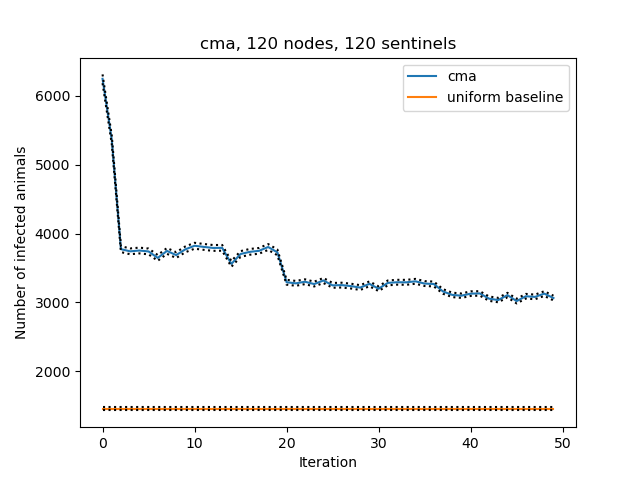 cma, 120 nodes, 120 sentinels
cma
uniform baseline
Number of infected animals
6000
5000
4000
3000
2000
0 10 20 30 40 50
Iteration